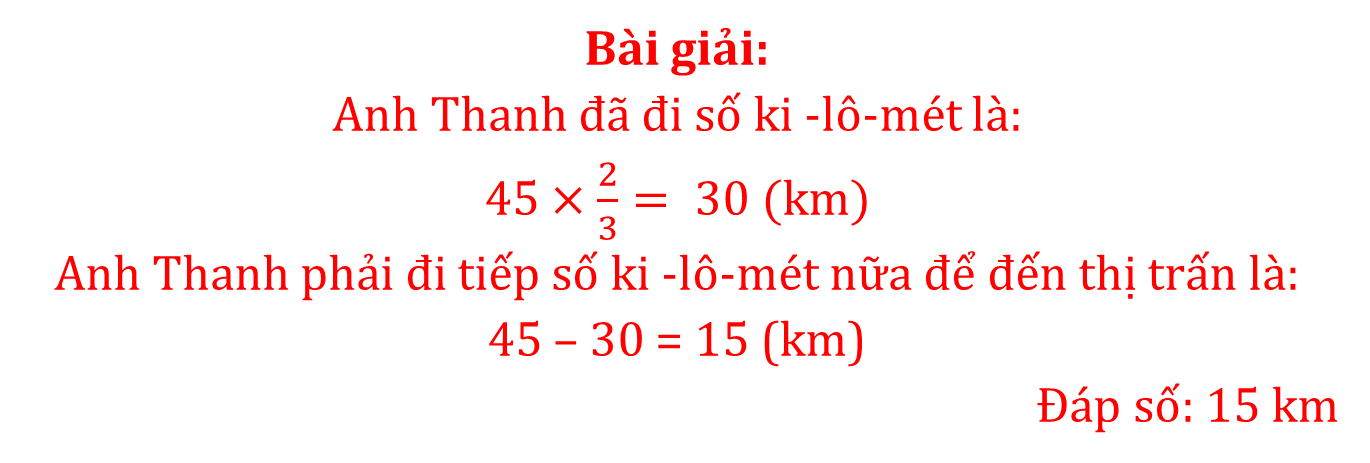 Bài giải:
Anh Thanh đã đi số ki -lô-mét là:
45 × 2/3 = 30 (km)
Anh Thanh phải đi tiếp số ki -lô-mét nữa để đến thị trấn là:
45 – 30 = 15 (km)
Đáp số: 15 km